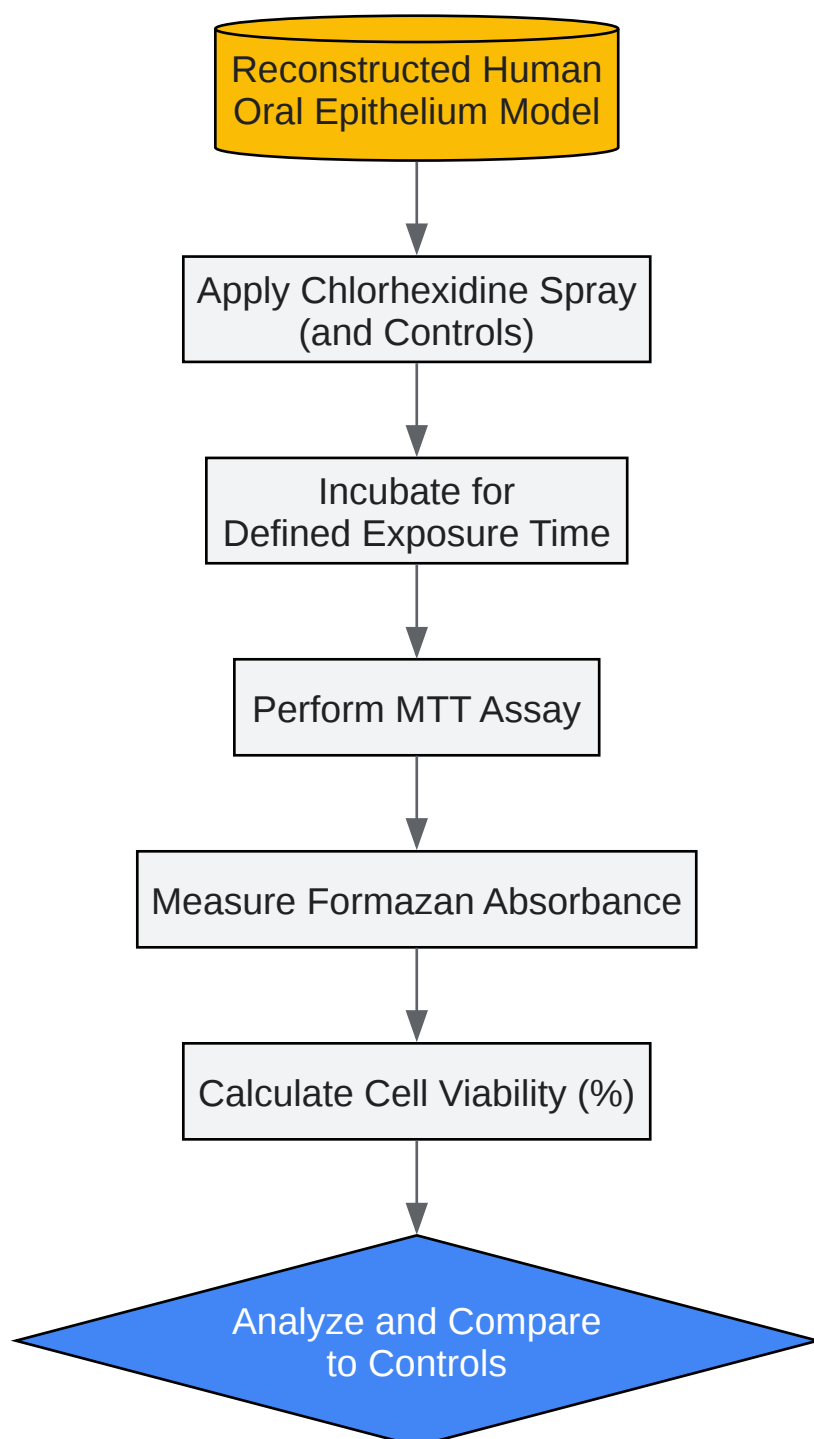 Reconstructed Human
Oral Epithelium Model
Apply Chlorhexidine Spray
(and Controls)
Incubate for
Defined Exposure Time
Perform MTT Assay
Measure Formazan Absorbance
Calculate Cell Viability (%)
Analyze and Compare
to Controls